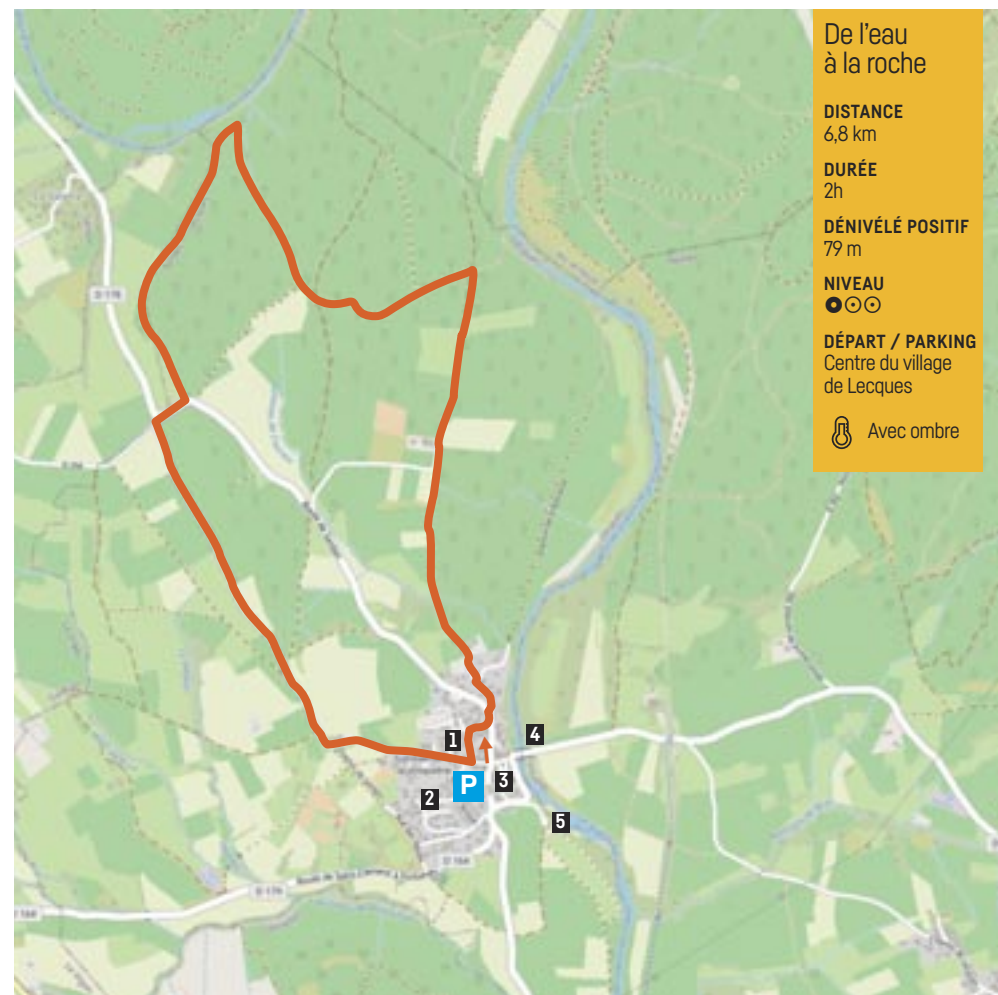 De l'eau
à la roche
DISTANCE
6,8 km
DURÉE
2h
DÉNIVÉLÉ POSITIF
79 m
NIVEAU
DÉPART / PARKING
Centre du village
de Lecques
Avec ombre
1
4
P
3
2
5